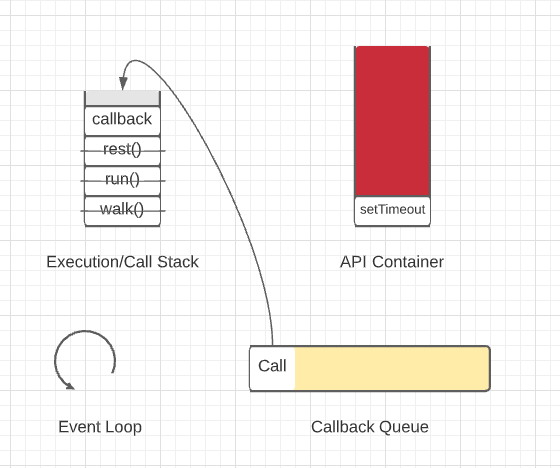 callback
rest()
run()
walk()
setTimeout
Execution/Call Stack
API Container
Call
Event Loop
Callback Queue